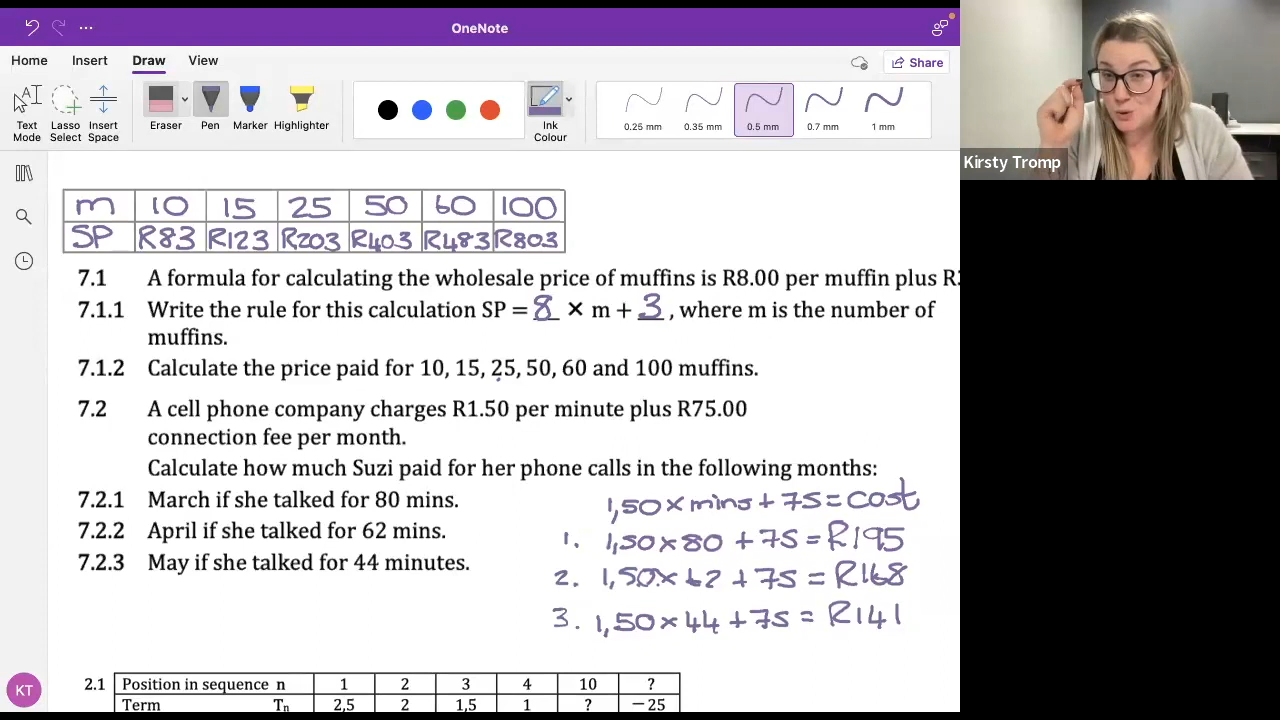 OneNote
Home Insert Draw View
Share
Text Mode
Lasso Select
Insert Space
Eraser
Pen
Marker
Highlighter
Ink Colour
0.25 mm
0.35 mm
0.5 mm
0.7 mm
1 mm
Kirsty Tromp
m 10 15 25 50 60 100
SP R83 R123 R203 R403 R483 R803
7.1 A formula for calculating the wholesale price of muffins is R8.00 per muffin plus
7.1.1 Write the rule for this calculation SP = 8 × m + 3, where m is the number of
muffins.
7.1.2 Calculate the price paid for 10, 15, 25, 50, 60 and 100 muffins.
7.2 A cell phone company charges R1.50 per minute plus R75.00
connection fee per month.
Calculate how much Suzi paid for her phone calls in the following months:
7.2.1 March if she talked for 80 mins.
7.2.2 April if she talked for 62 mins.
7.2.3 May if she talked for 44 minutes.
1,50 × mins + 75 = cost
1. 1,50 × 80 + 75 = R195
2. 1,50 × 62 + 75 = R168
3. 1,50 × 44 + 75 = R141
KT
2.1 Position in sequence n 1 2 3 4 10 ?
Term Tn 2,5 2 1,5 1 ? −25